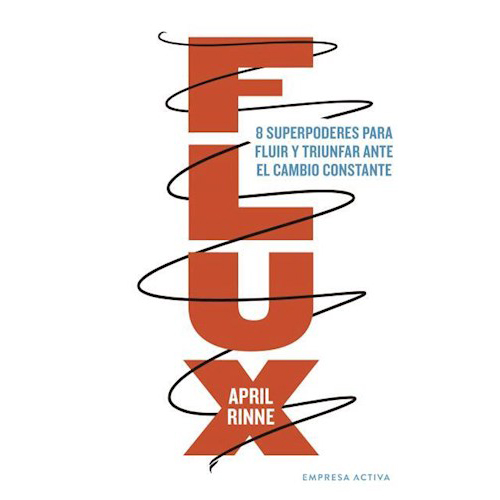 FLUX
8 SUPERPODERES PARA
FLUIR Y TRIUNFAR ANTE
EL CAMBIO CONSTANTE
APRIL
RINNE
EMPRESA ACTIVA